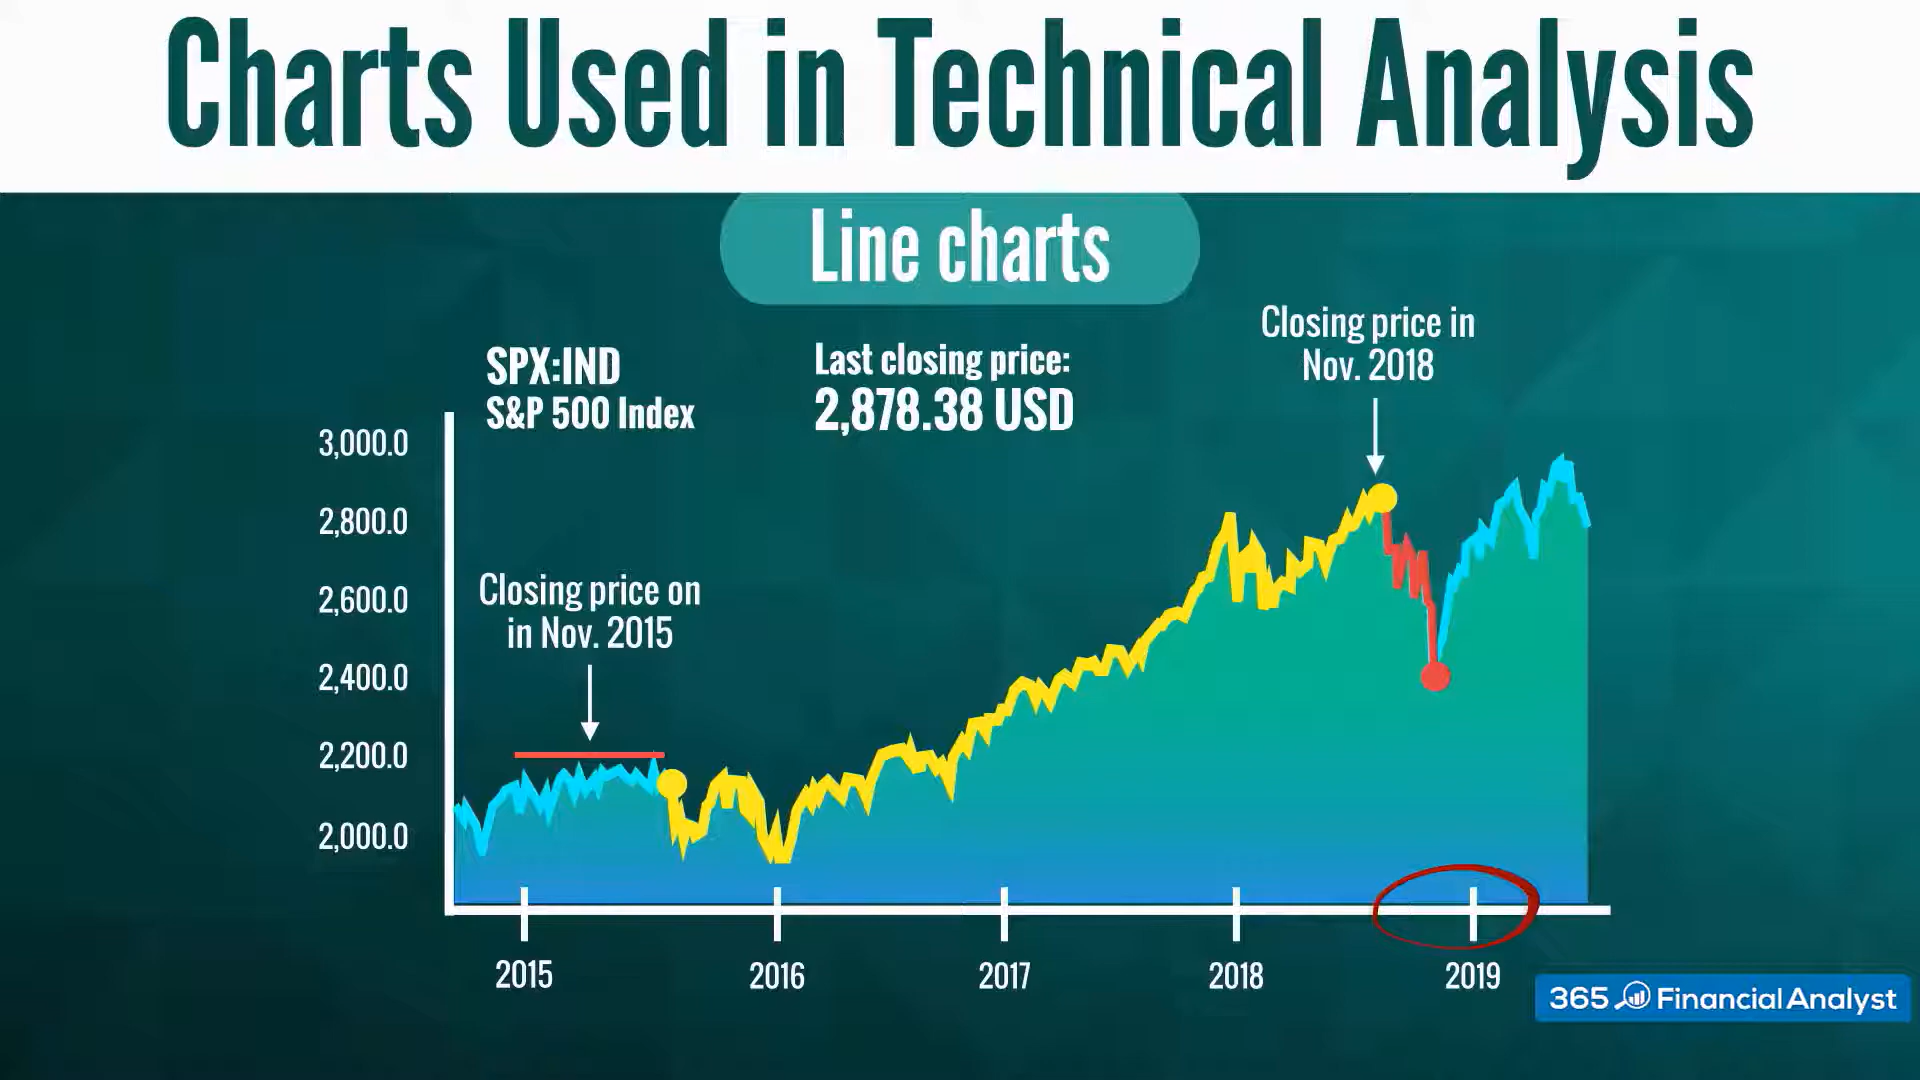 Charts Used in Technical Analysis
Line charts
SPX:IND
S&P 500 Index
Last closing price:
2,878.38 USD
Closing price in
Nov. 2018
Closing price on
in Nov. 2015
3,000.0
2,800.0
2,600.0
2,400.0
2,200.0
2,000.0
2015 2016 2017 2018 2019
365 Financial Analyst